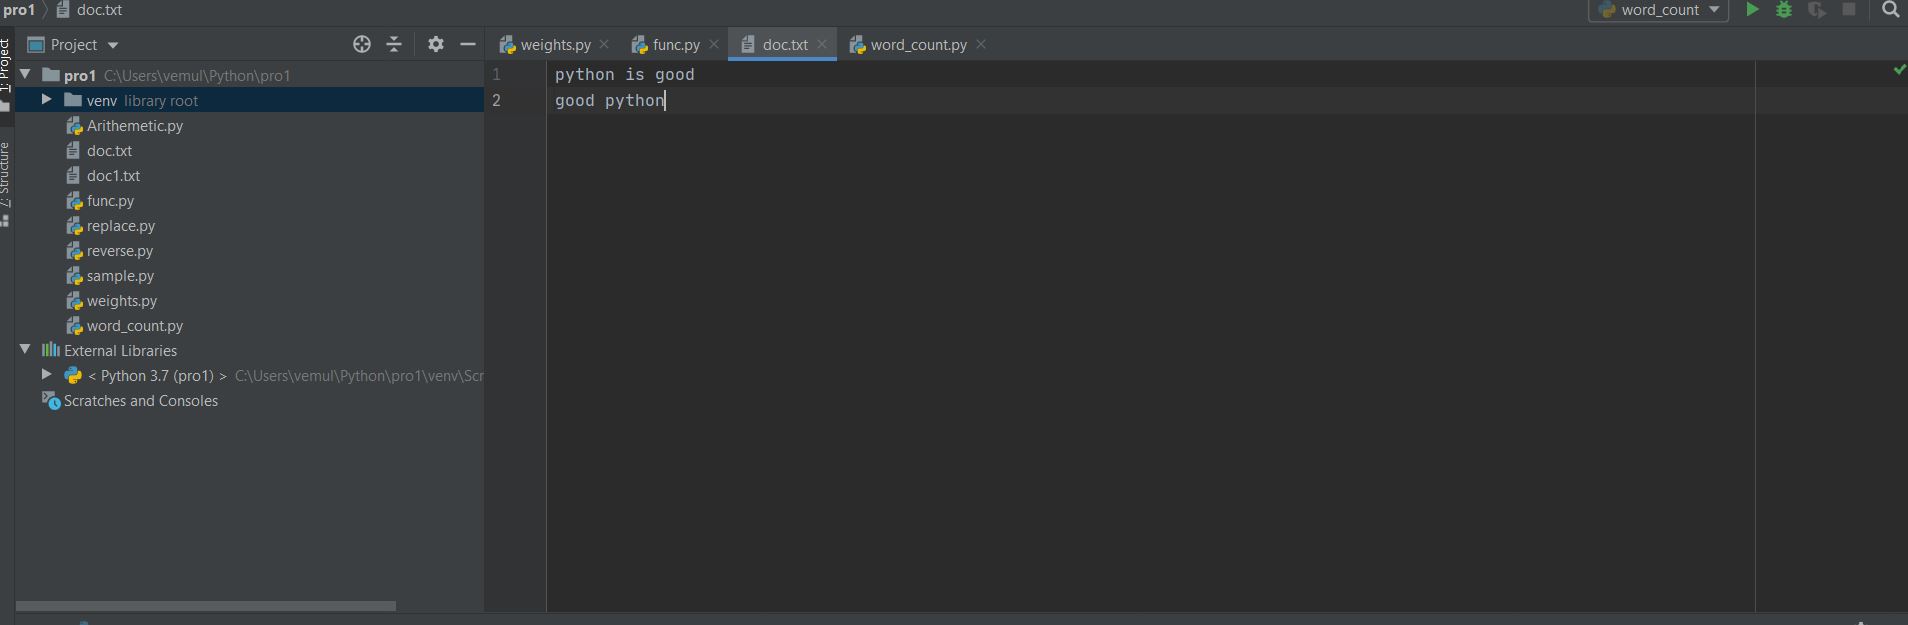 pro1 doc.txt
word_count
1: Project
Project
weights.py
func.py
doc.txt
word_count.py
pro1 C:\Users\vemul\Python\pro1
venv library root
Arithemetic.py
doc.txt
doc1.txt
func.py
replace.py
reverse.py
sample.py
weights.py
word_count.py
External Libraries
< Python 3.7 (pro1) > C:\Users\vemul\Python\pro1\venv\Scr
Scratches and Consoles
7: Structure
1 python is good
2 good python